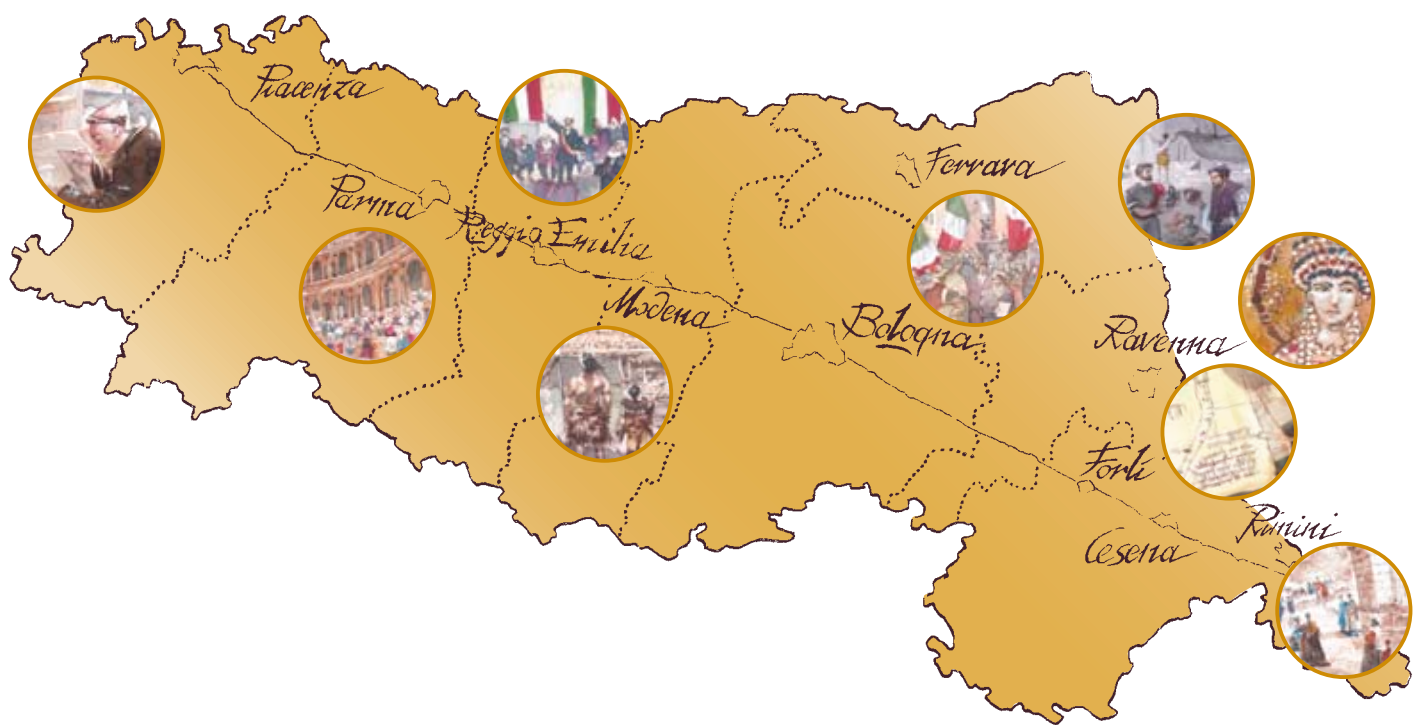 Piacenza
Parma
Reggio Emilia
Modena
Ferrara
Bologna
Ravenna
Forlì
Cesena
Rimini